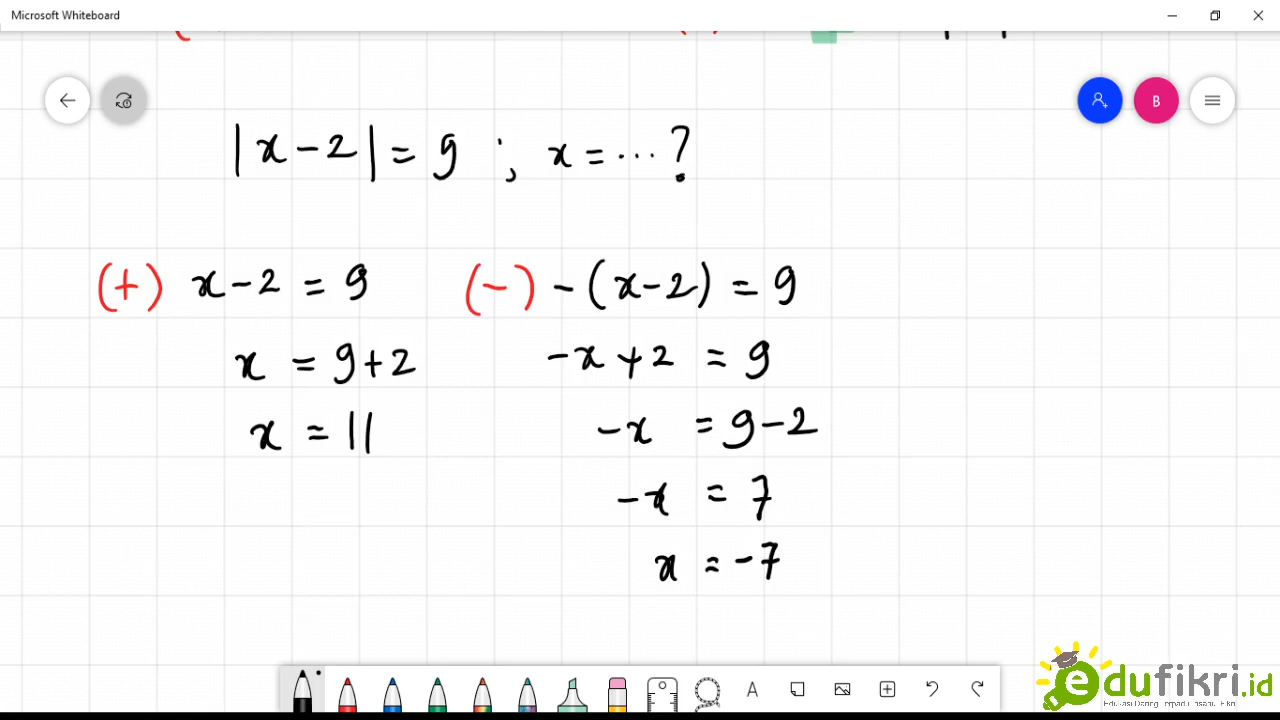 Microsoft Whiteboard
B
|x-2| = 9 ; x = ...?
(+) x-2 = 9
x = 9+2
x = 11
(-) -(x-2) = 9
-x+2 = 9
-x = 9-2
-x = 7
x = -7
A
edufikri.id